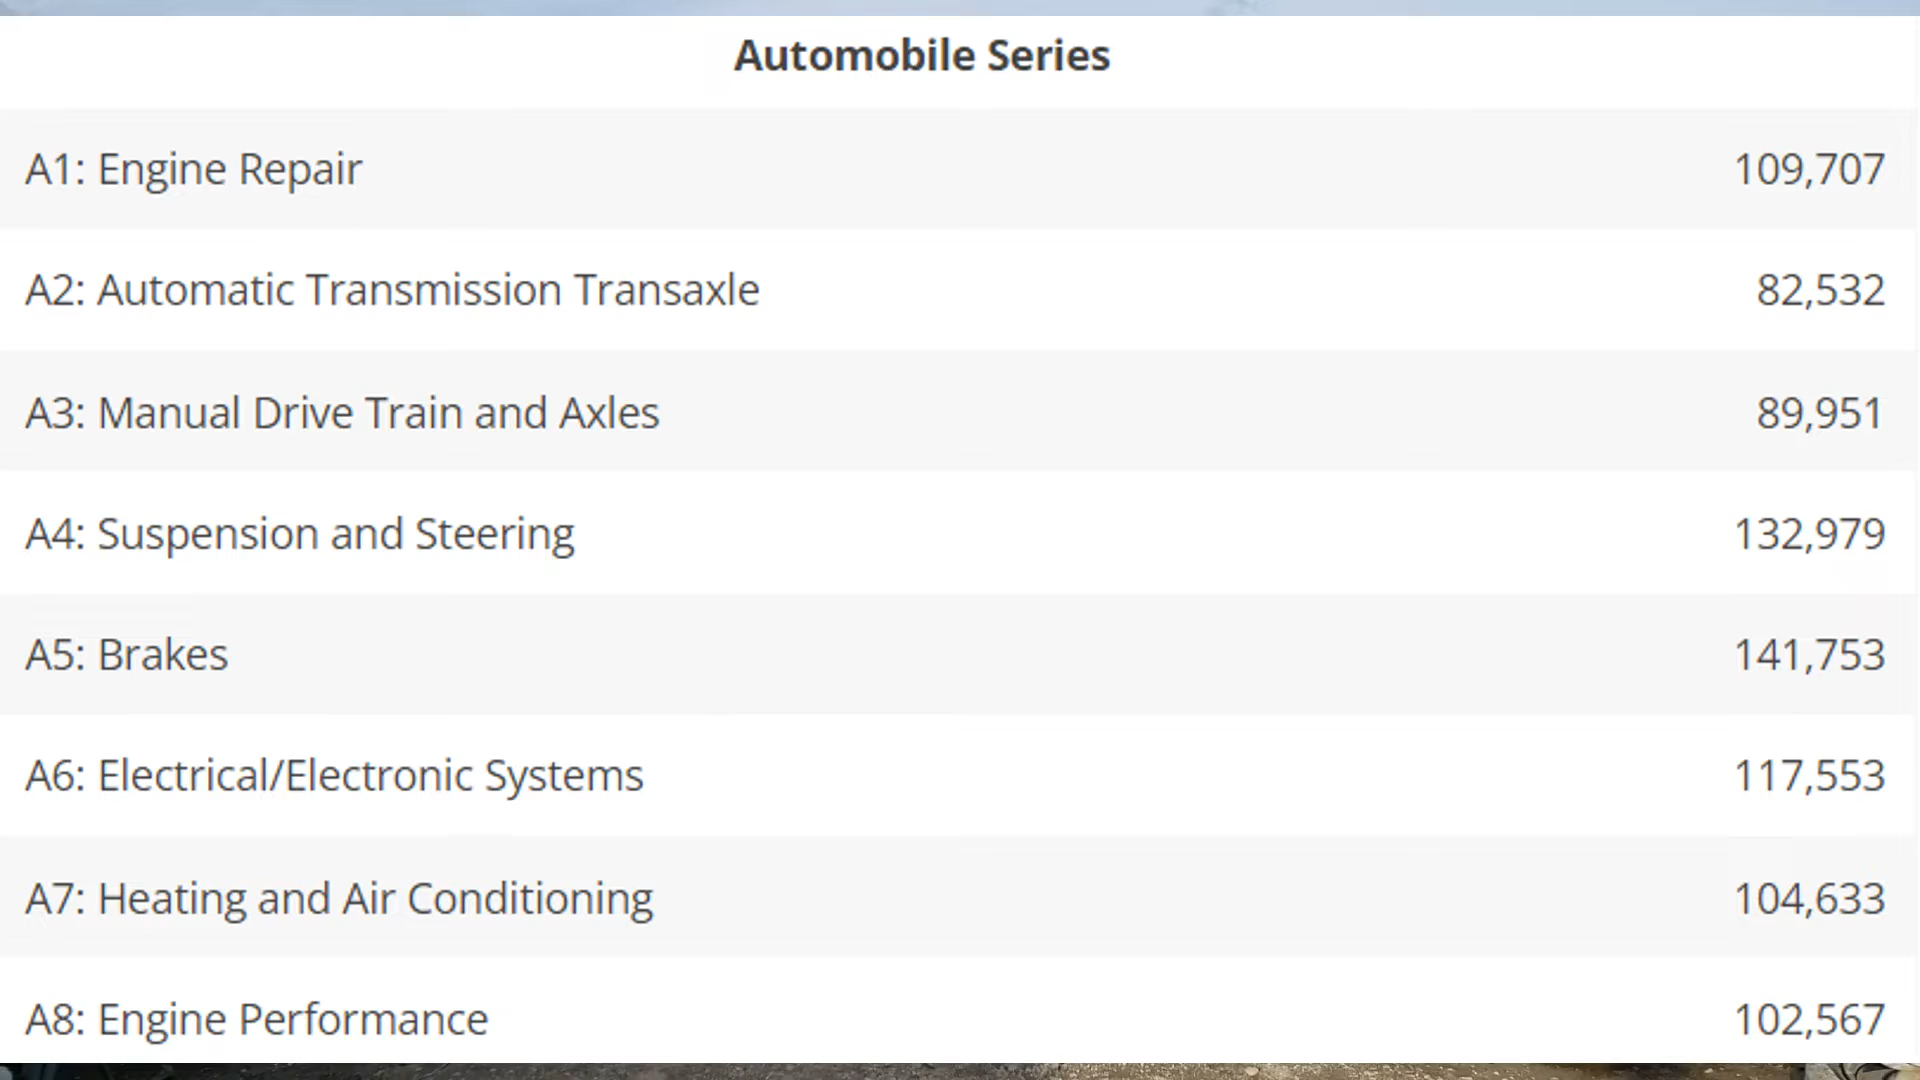 Automobile Series
A1: Engine Repair 109,707
A2: Automatic Transmission Transaxle 82,532
A3: Manual Drive Train and Axles 89,951
A4: Suspension and Steering 132,979
A5: Brakes 141,753
A6: Electrical/Electronic Systems 117,553
A7: Heating and Air Conditioning 104,633
A8: Engine Performance 102,567